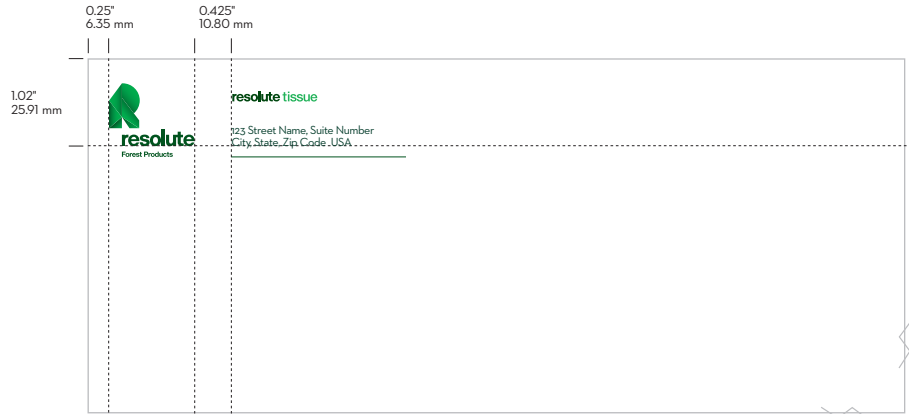 0.25"
6.35 mm
0.425"
10.80 mm
1.02"
25.91 mm
resolute
Forest Products
resolute tissue
123 Street Name, Suite Number
City, State, Zip Code ,USA